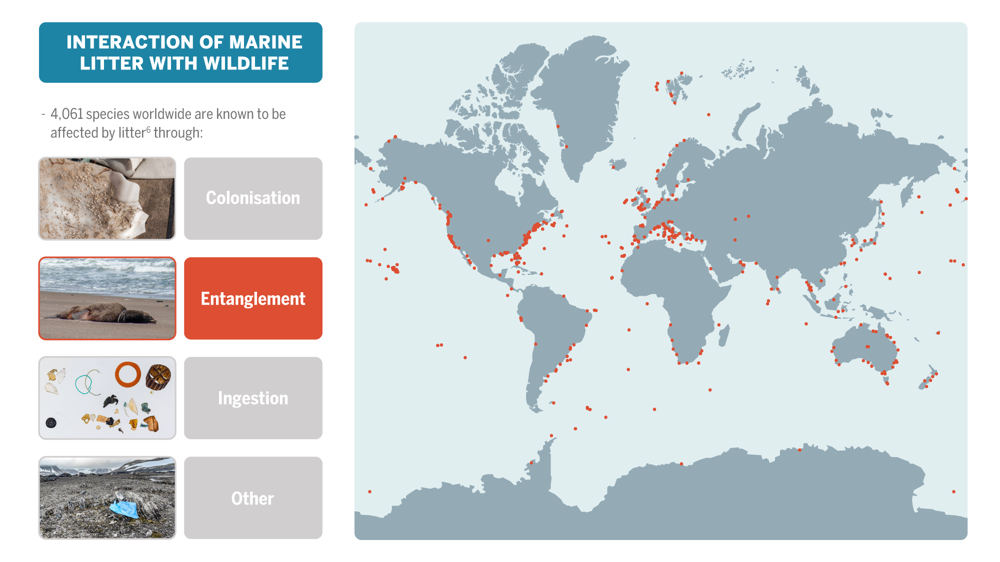 INTERACTION OF MARINE
LITTER WITH WILDLIFE
- 4,061 species worldwide are known to be
affected by litter⁶ through:
Colonisation
Entanglement
Ingestion
Other